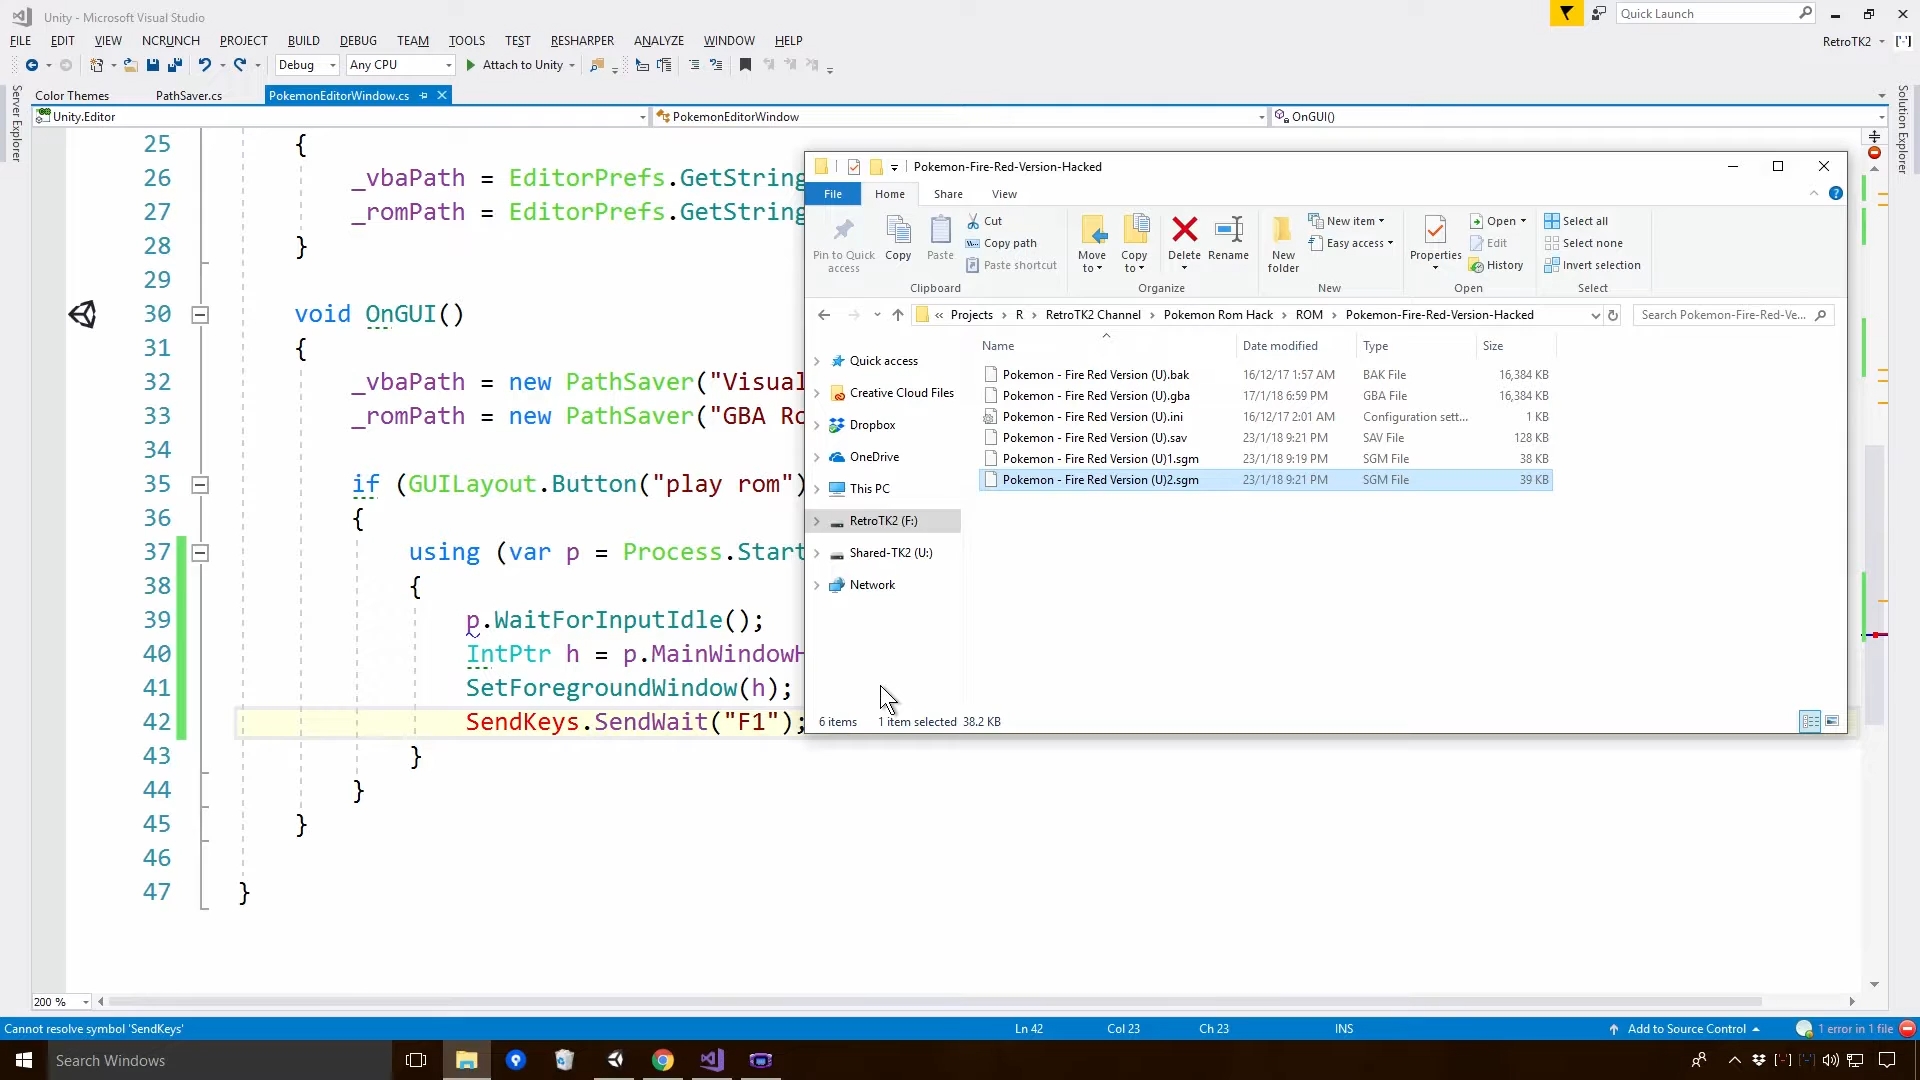 Unity - Microsoft Visual Studio
Quick Launch
FILE EDIT VIEW NCRUNCH PROJECT BUILD DEBUG TEAM TOOLS TEST RESHARPER ANALYZE WINDOW HELP
RetroTK2
Debug Any CPU Attach to Unity
Server Explorer
Solution Explorer
Color Themes PathSaver.cs PokemonEditorWindow.cs
Unity.Editor PokemonEditorWindow OnGUI()
25 {
26 _vbaPath = EditorPrefs.GetString
27 _romPath = EditorPrefs.GetString
28 }
29
30 void OnGUI()
31 {
32 _vbaPath = new PathSaver("Visual
33 _romPath = new PathSaver("GBA Ro
34
35 if (GUILayout.Button("play rom")
36 {
37 using (var p = Process.Start
38 {
39 p.WaitForInputIdle();
40 IntPtr h = p.MainWindowH
41 SetForegroundWindow(h);
42 SendKeys.SendWait("F1");
43 }
44 }
45 }
46
47 }
Pokemon-Fire-Red-Version-Hacked
File Home Share View
Pin to Quick access
Copy
Paste
Cut
Copy path
Paste shortcut
Clipboard
Move to
Copy to
Delete
Rename
Organize
New folder
New item
Easy access
New
Properties
Open
Edit
History
Open
Select all
Select none
Invert selection
Select
« Projects R RetroTK2 Channel Pokemon Rom Hack ROM Pokemon-Fire-Red-Version-Hacked
Search Pokemon-Fire-Red-Ve...
Quick access
Creative Cloud Files
Dropbox
OneDrive
This PC
RetroTK2 (F:)
Shared-TK2 (U:)
Network
Name Date modified Type Size
Pokemon - Fire Red Version (U).bak 16/12/17 1:57 AM BAK File 16,384 KB
Pokemon - Fire Red Version (U).gba 17/1/18 6:59 PM GBA File 16,384 KB
Pokemon - Fire Red Version (U).ini 16/12/17 2:01 AM Configuration sett... 1 KB
Pokemon - Fire Red Version (U).sav 23/1/18 9:21 PM SAV File 128 KB
Pokemon - Fire Red Version (U)1.sgm 23/1/18 9:19 PM SGM File 38 KB
Pokemon - Fire Red Version (U)2.sgm 23/1/18 9:21 PM SGM File 39 KB
6 items 1 item selected 38.2 KB
200 %
Cannot resolve symbol 'SendKeys' Ln 42 Col 23 Ch 23 INS Add to Source Control 1 error in 1 file
Search Windows